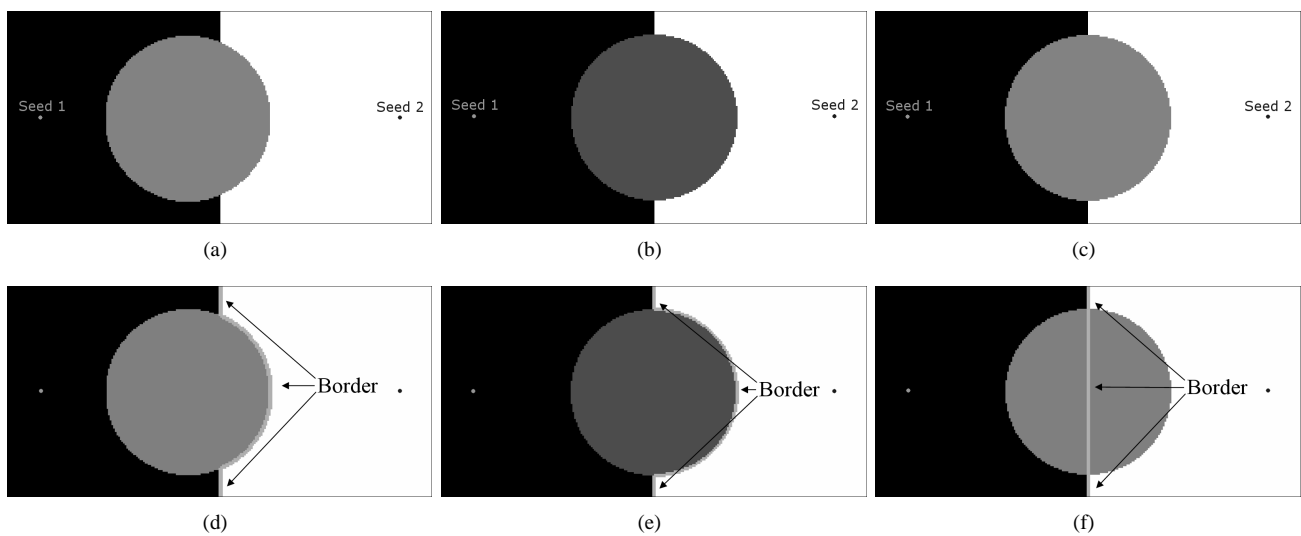 Seed 1
Seed 2
Seed 1
Seed 2
Seed 1
Seed 2
(a)
(b)
(c)
Border
Border
Border
(d)
(e)
(f)